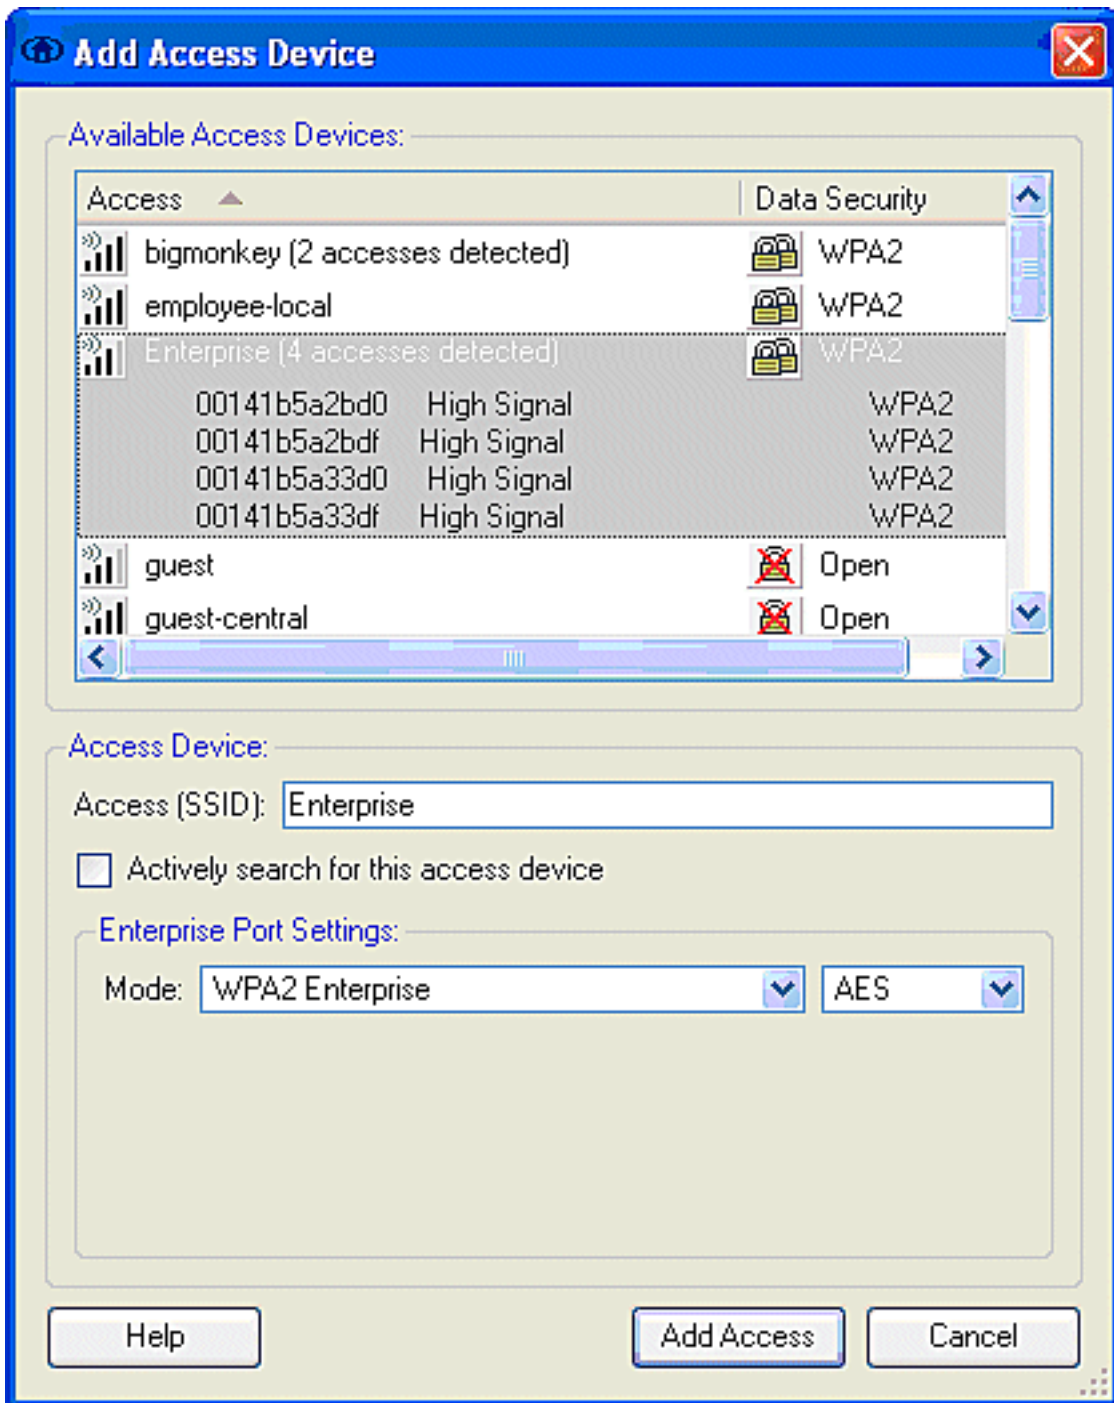 Add Access Device
Available Access Devices:
Access Data Security
bigmonkey (2 accesses detected) WPA2
employee-local WPA2
Enterprise (4 accesses detected) WPA2
00141b5a2bd0 High Signal WPA2
00141b5a2bdf High Signal WPA2
00141b5a33d0 High Signal WPA2
00141b5a33df High Signal WPA2
guest Open
guest-central Open
Access Device:
Access (SSID): Enterprise
Actively search for this access device
Enterprise Port Settings:
Mode: WPA2 Enterprise AES
Help Add Access Cancel